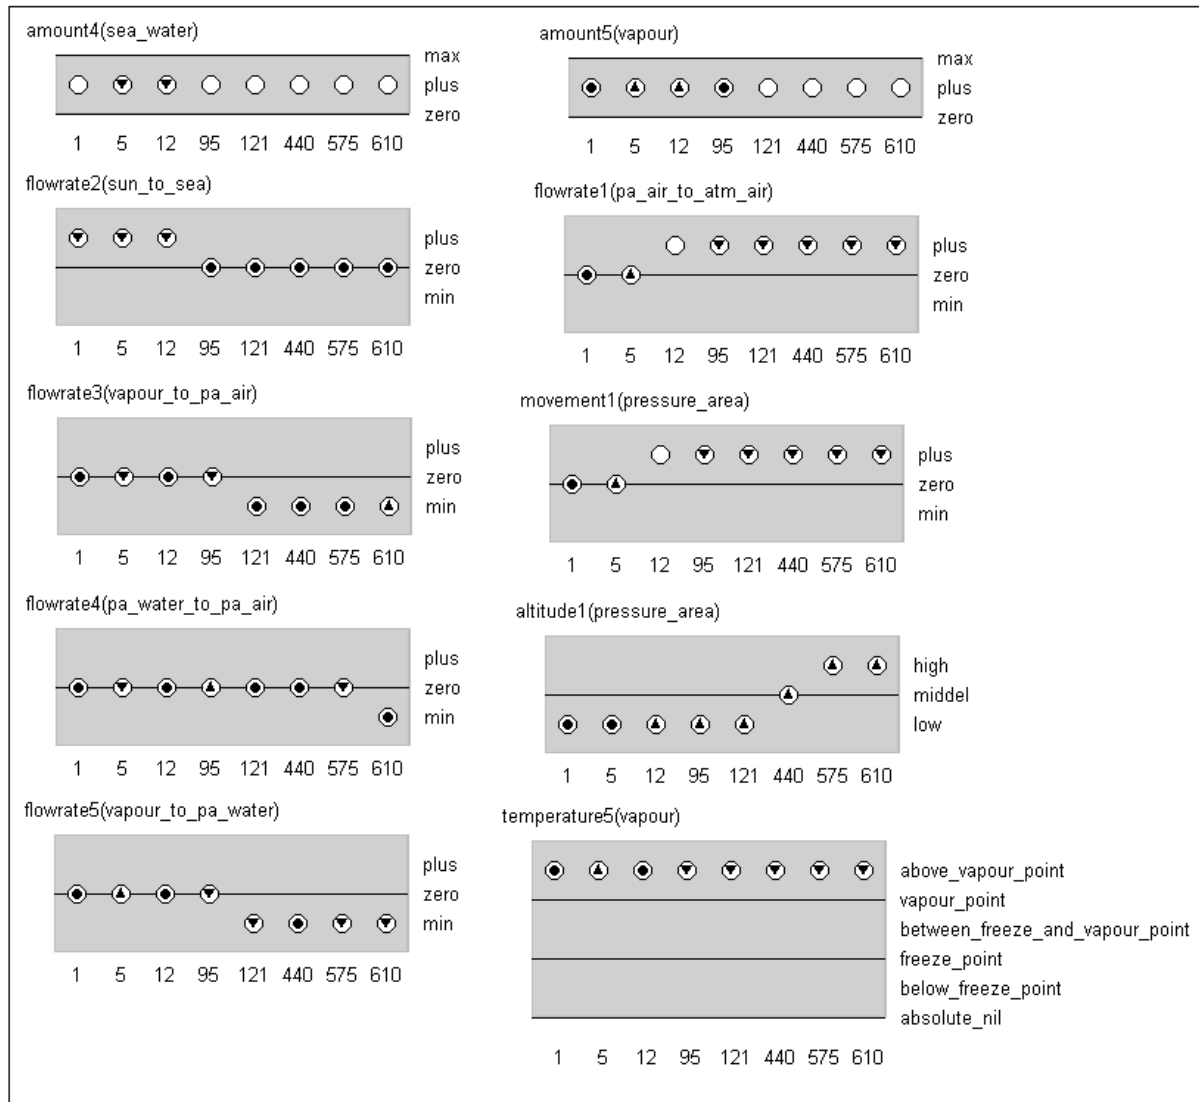 amount4(sea_water)
max
plus
zero
1 5 12 95 121 440 575 610
amount5(vapour)
max
plus
zero
1 5 12 95 121 440 575 610
flowrate2(sun_to_sea)
plus
zero
min
1 5 12 95 121 440 575 610
flowrate1(pa_air_to_atm_air)
plus
zero
min
1 5 12 95 121 440 575 610
flowrate3(vapour_to_pa_air)
plus
zero
min
1 5 12 95 121 440 575 610
movement1(pressure_area)
plus
zero
min
1 5 12 95 121 440 575 610
flowrate4(pa_water_to_pa_air)
plus
zero
min
1 5 12 95 121 440 575 610
altitude1(pressure_area)
high
middel
low
1 5 12 95 121 440 575 610
flowrate5(vapour_to_pa_water)
plus
zero
min
1 5 12 95 121 440 575 610
temperature5(vapour)
above_vapour_point
vapour_point
between_freeze_and_vapour_point
freeze_point
below_freeze_point
absolute_nil
1 5 12 95 121 440 575 610